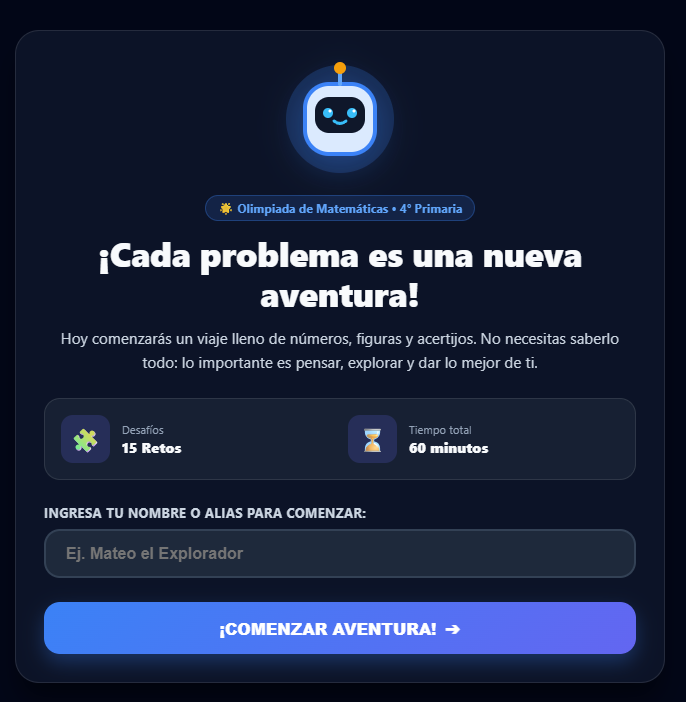 Olimpiada de Matemáticas • 4° Primaria
¡Cada problema es una nueva
aventura!
Hoy comenzarás un viaje lleno de números, figuras y acertijos. No necesitas saberlo
todo: lo importante es pensar, explorar y dar lo mejor de ti.
Desafíos
15 Retos
Tiempo total
60 minutos
INGRESA TU NOMBRE O ALIAS PARA COMENZAR:
Ej. Mateo el Explorador
¡COMENZAR AVENTURA! ➔